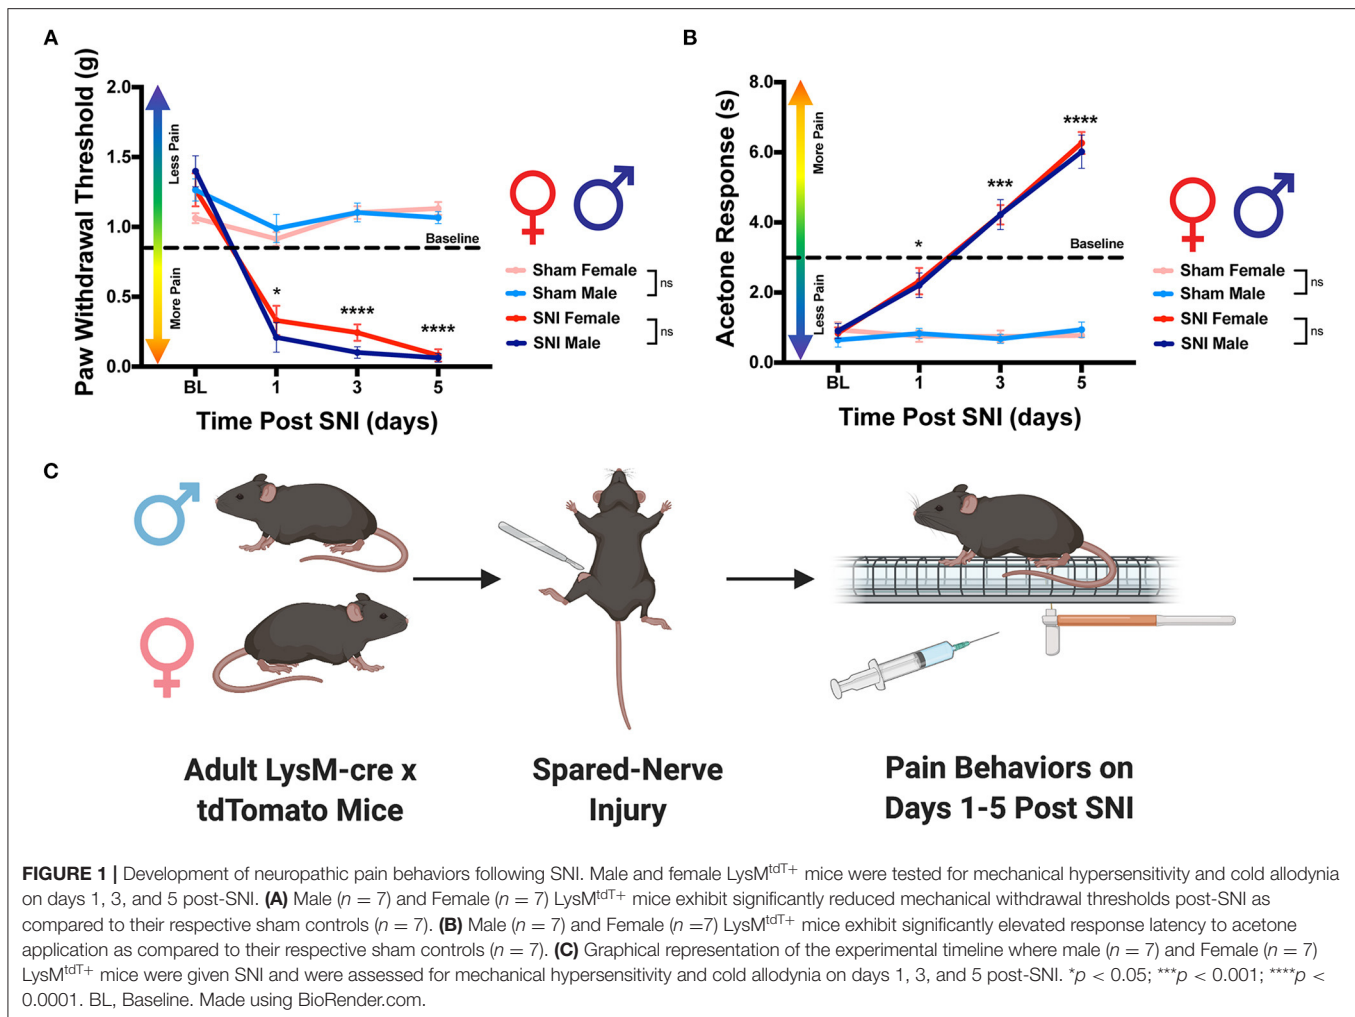 A
Paw Withdrawal Threshold (g)
2.0
1.5
1.0
0.5
0.0
Less Pain
More Pain
Baseline
*
****
****
BL
1
3
5
Time Post SNI (days)
Sham Female
Sham Male
ns
SNI Female
SNI Male
ns
B
Acetone Response (s)
8.0
6.0
4.0
2.0
0.0
More Pain
Less Pain
Baseline
*
***
****
BL
1
3
5
Time Post SNI (days)
Sham Female
Sham Male
ns
SNI Female
SNI Male
ns
C
Adult LysM-cre x
tdTomato Mice
Spared-Nerve
Injury
Pain Behaviors on
Days 1-5 Post SNI
FIGURE 1 | Development of neuropathic pain behaviors following SNI. Male and female LysMtdT+ mice were tested for mechanical hypersensitivity and cold allodynia
on days 1, 3, and 5 post-SNI. (A) Male (n = 7) and Female (n = 7) LysMtdT+ mice exhibit significantly reduced mechanical withdrawal thresholds post-SNI as
compared to their respective sham controls (n = 7). (B) Male (n = 7) and Female (n =7) LysMtdT+ mice exhibit significantly elevated response latency to acetone
application as compared to their respective sham controls (n = 7). (C) Graphical representation of the experimental timeline where male (n = 7) and Female (n = 7)
LysMtdT+ mice were given SNI and were assessed for mechanical hypersensitivity and cold allodynia on days 1, 3, and 5 post-SNI. *p < 0.05; ***p < 0.001; ****p <
0.0001. BL, Baseline. Made using BioRender.com.